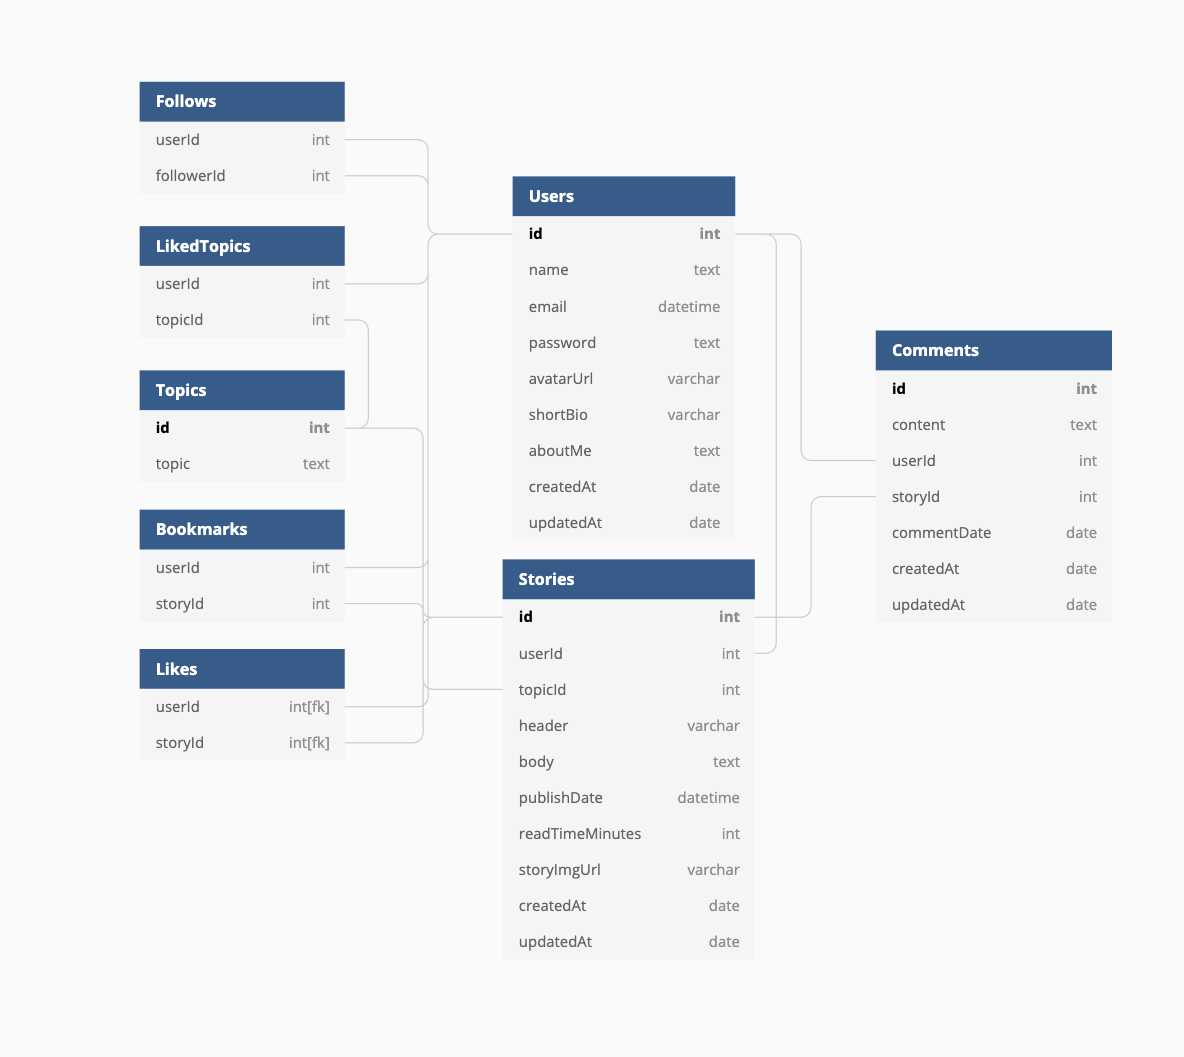 Follows
userId int
followerId int
LikedTopics
userId int
topicId int
Topics
id int
topic text
Bookmarks
userId int
storyId int
Likes
userId int[fk]
storyId int[fk]
Users
id int
name text
email datetime
password text
avatarUrl varchar
shortBio varchar
aboutMe text
createdAt date
updatedAt date
Stories
id int
userId int
topicId int
header varchar
body text
publishDate datetime
readTimeMinutes int
storyImgUrl varchar
createdAt date
updatedAt date
Comments
id int
content text
userId int
storyId int
commentDate date
createdAt date
updatedAt date